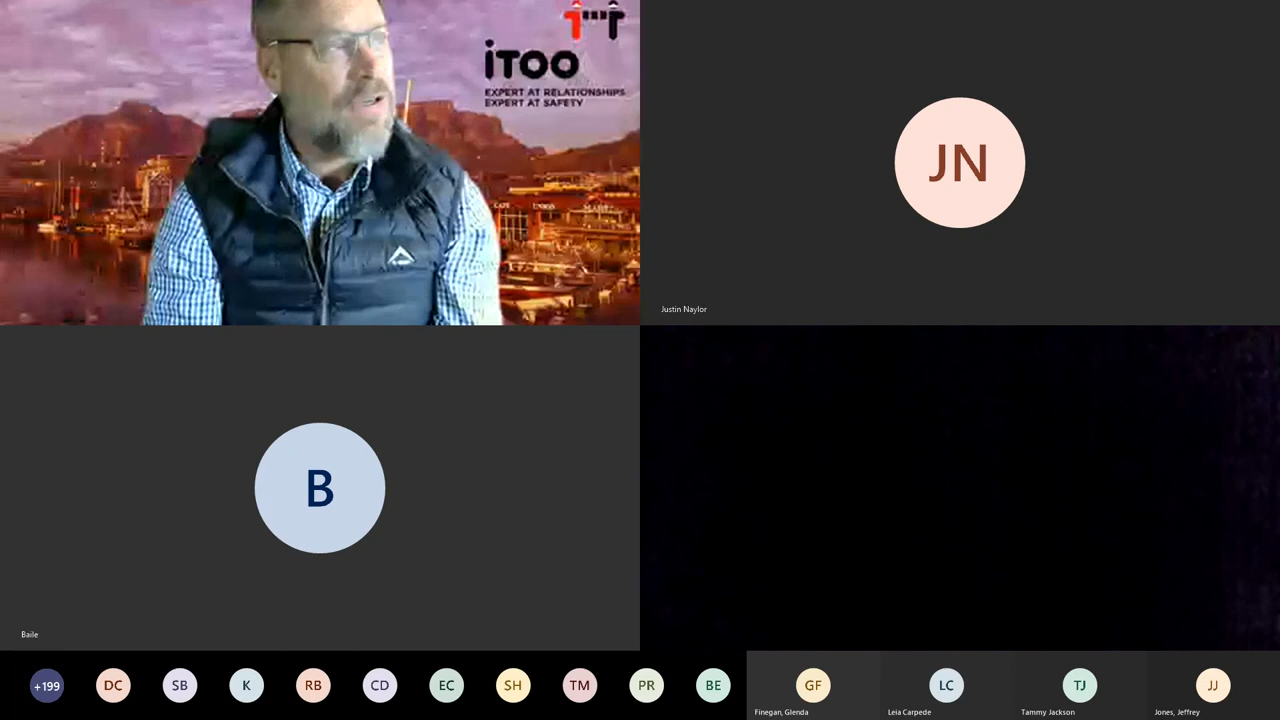 iTOO
EXPERT AT RELATIONSHIPS
EXPERT AT SAFETY
JN
Justin Naylor
B
Baile
+199
DC
SB
K
RB
CD
EC
SH
TM
PR
BE
GF
LC
TJ
JJ
Finegan, Glenda
Leia Carpede
Tammy Jackson
Jones, Jeffrey